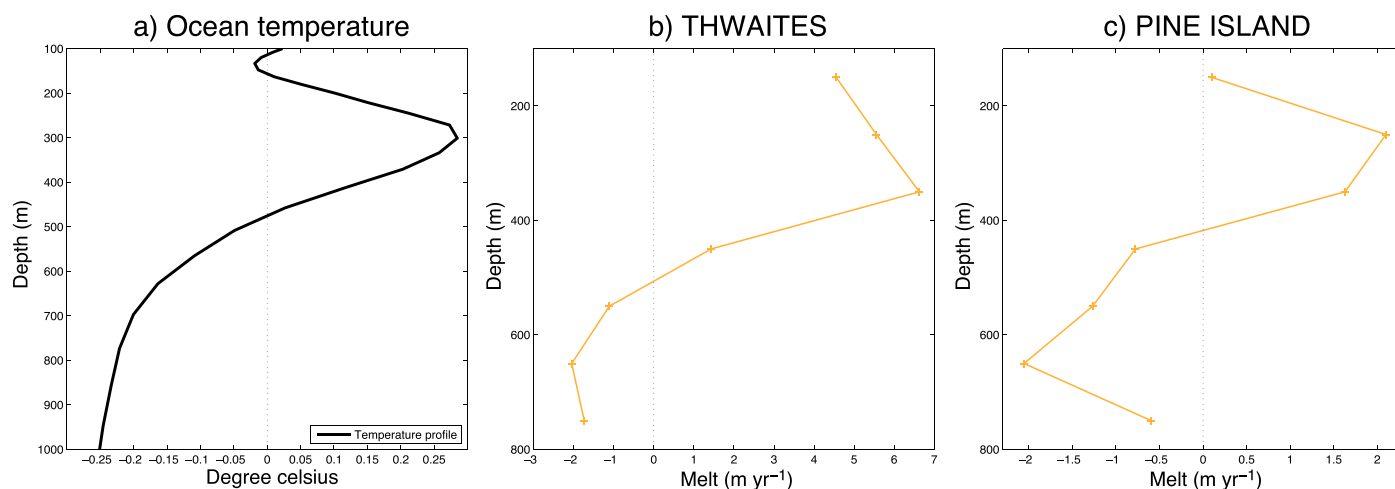 a) Ocean temperature
b) THWAITES
c) PINE ISLAND
Depth (m)
100
200
300
400
500
600
700
800
900
1000
−0.25 −0.2 −0.15 −0.1 −0.05 0 0.05 0.1 0.15 0.2 0.25
Degree celsius
Temperature profile
Depth (m)
200
400
600
800
−3 −2 −1 0 1 2 3 4 5 6 7
Melt (m yr⁻¹)
Depth (m)
200
400
600
800
−2 −1.5 −1 −0.5 0 0.5 1 1.5 2
Melt (m yr⁻¹)